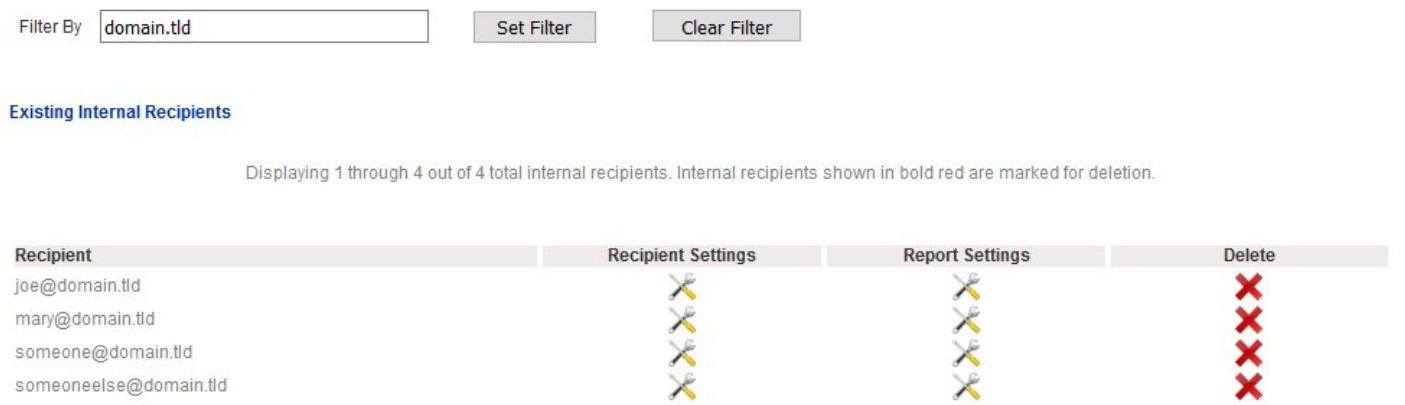 Filter By domain.tld Set Filter Clear Filter
Existing Internal Recipients
Displaying 1 through 4 out of 4 total internal recipients. Internal recipients shown in bold red are marked for deletion.
Recipient Recipient Settings Report Settings Delete
joe@domain.tld
mary@domain.tld
someone@domain.tld
someoneelse@domain.tld